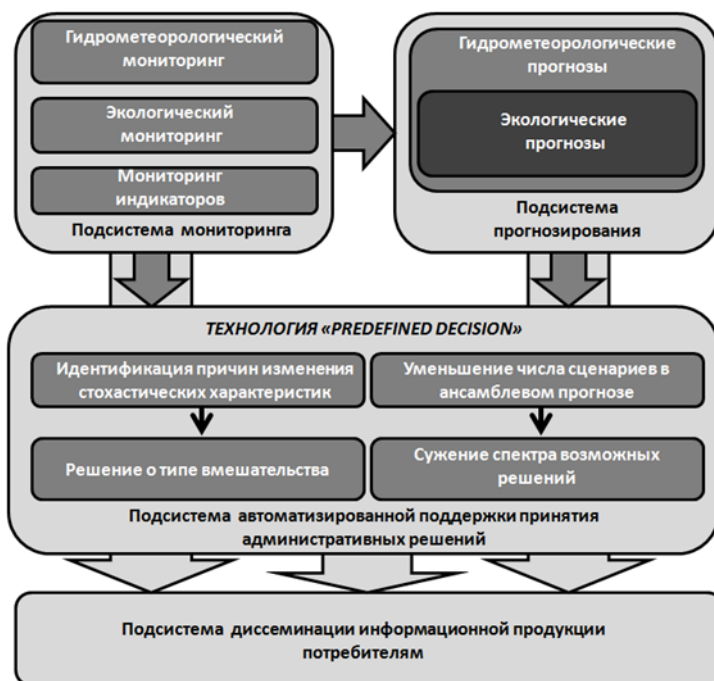 Гидрометеорологический
мониторинг
Экологический
мониторинг
Мониторинг
индикаторов
Подсистема мониторинга
Гидрометеорологические
прогнозы
Экологические
прогнозы
Подсистема
прогнозирования
ТЕХНОЛОГИЯ «PREDEFINED DECISION»
Идентификация причин изменения
стохастических характеристик
Уменьшение числа сценариев в
ансамблевом прогнозе
Решение о типе вмешательства
Сужение спектра возможных
решений
Подсистема автоматизированной поддержки принятия
административных решений
Подсистема диссеминации информационной продукции
потребителям